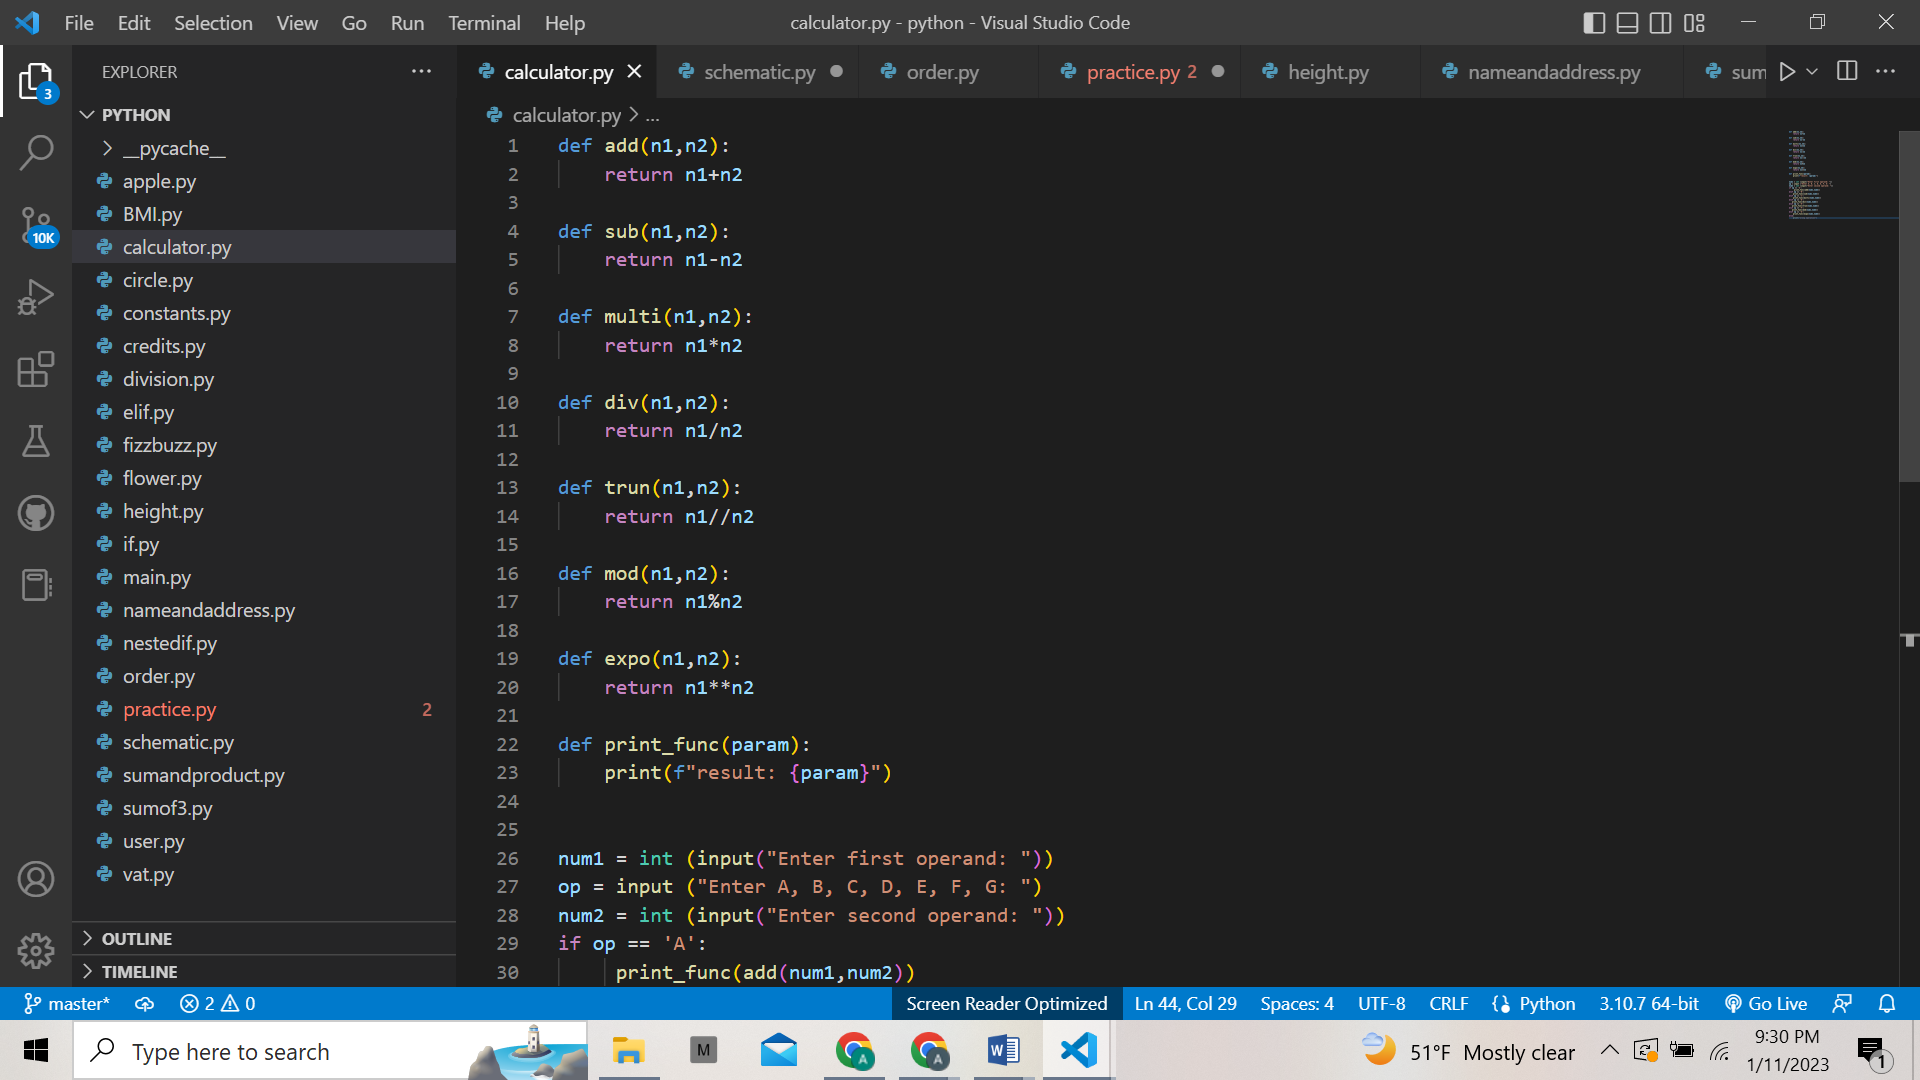 File Edit Selection View Go Run Terminal Help
calculator.py - python - Visual Studio Code
EXPLORER
3
10K
PYTHON
__pycache__
apple.py
BMI.py
calculator.py
circle.py
constants.py
credits.py
division.py
elif.py
fizzbuzz.py
flower.py
height.py
if.py
main.py
nameandaddress.py
nestedif.py
order.py
practice.py 2
schematic.py
sumandproduct.py
sumof3.py
user.py
vat.py
OUTLINE
TIMELINE
calculator.py schematic.py order.py practice.py 2 height.py nameandaddress.py sum
calculator.py > ...
1 def add(n1,n2):
2 return n1+n2
3
4 def sub(n1,n2):
5 return n1-n2
6
7 def multi(n1,n2):
8 return n1*n2
9
10 def div(n1,n2):
11 return n1/n2
12
13 def trun(n1,n2):
14 return n1//n2
15
16 def mod(n1,n2):
17 return n1%n2
18
19 def expo(n1,n2):
20 return n1**n2
21
22 def print_func(param):
23 print(f"result: {param}")
24
25
26 num1 = int (input("Enter first operand: "))
27 op = input ("Enter A, B, C, D, E, F, G: ")
28 num2 = int (input("Enter second operand: "))
29 if op == 'A':
30 print_func(add(num1,num2))
master* 2 0 Screen Reader Optimized Ln 44, Col 29 Spaces: 4 UTF-8 CRLF Python 3.10.7 64-bit Go Live
Type here to search
M
A
A
W
51°F Mostly clear
9:30 PM
1/11/2023
1